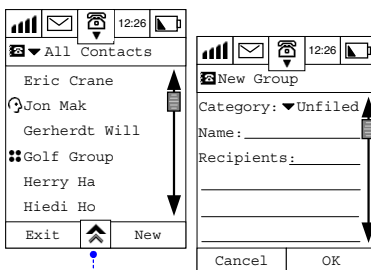 12:26
All Contacts
Eric Crane
Jon Mak
Gerherdt Will
Golf Group
Herry Ha
Hiedi Ho
Exit New
12:26
New Group
Category: Unfiled
Name:
Recipients:
Cancel OK